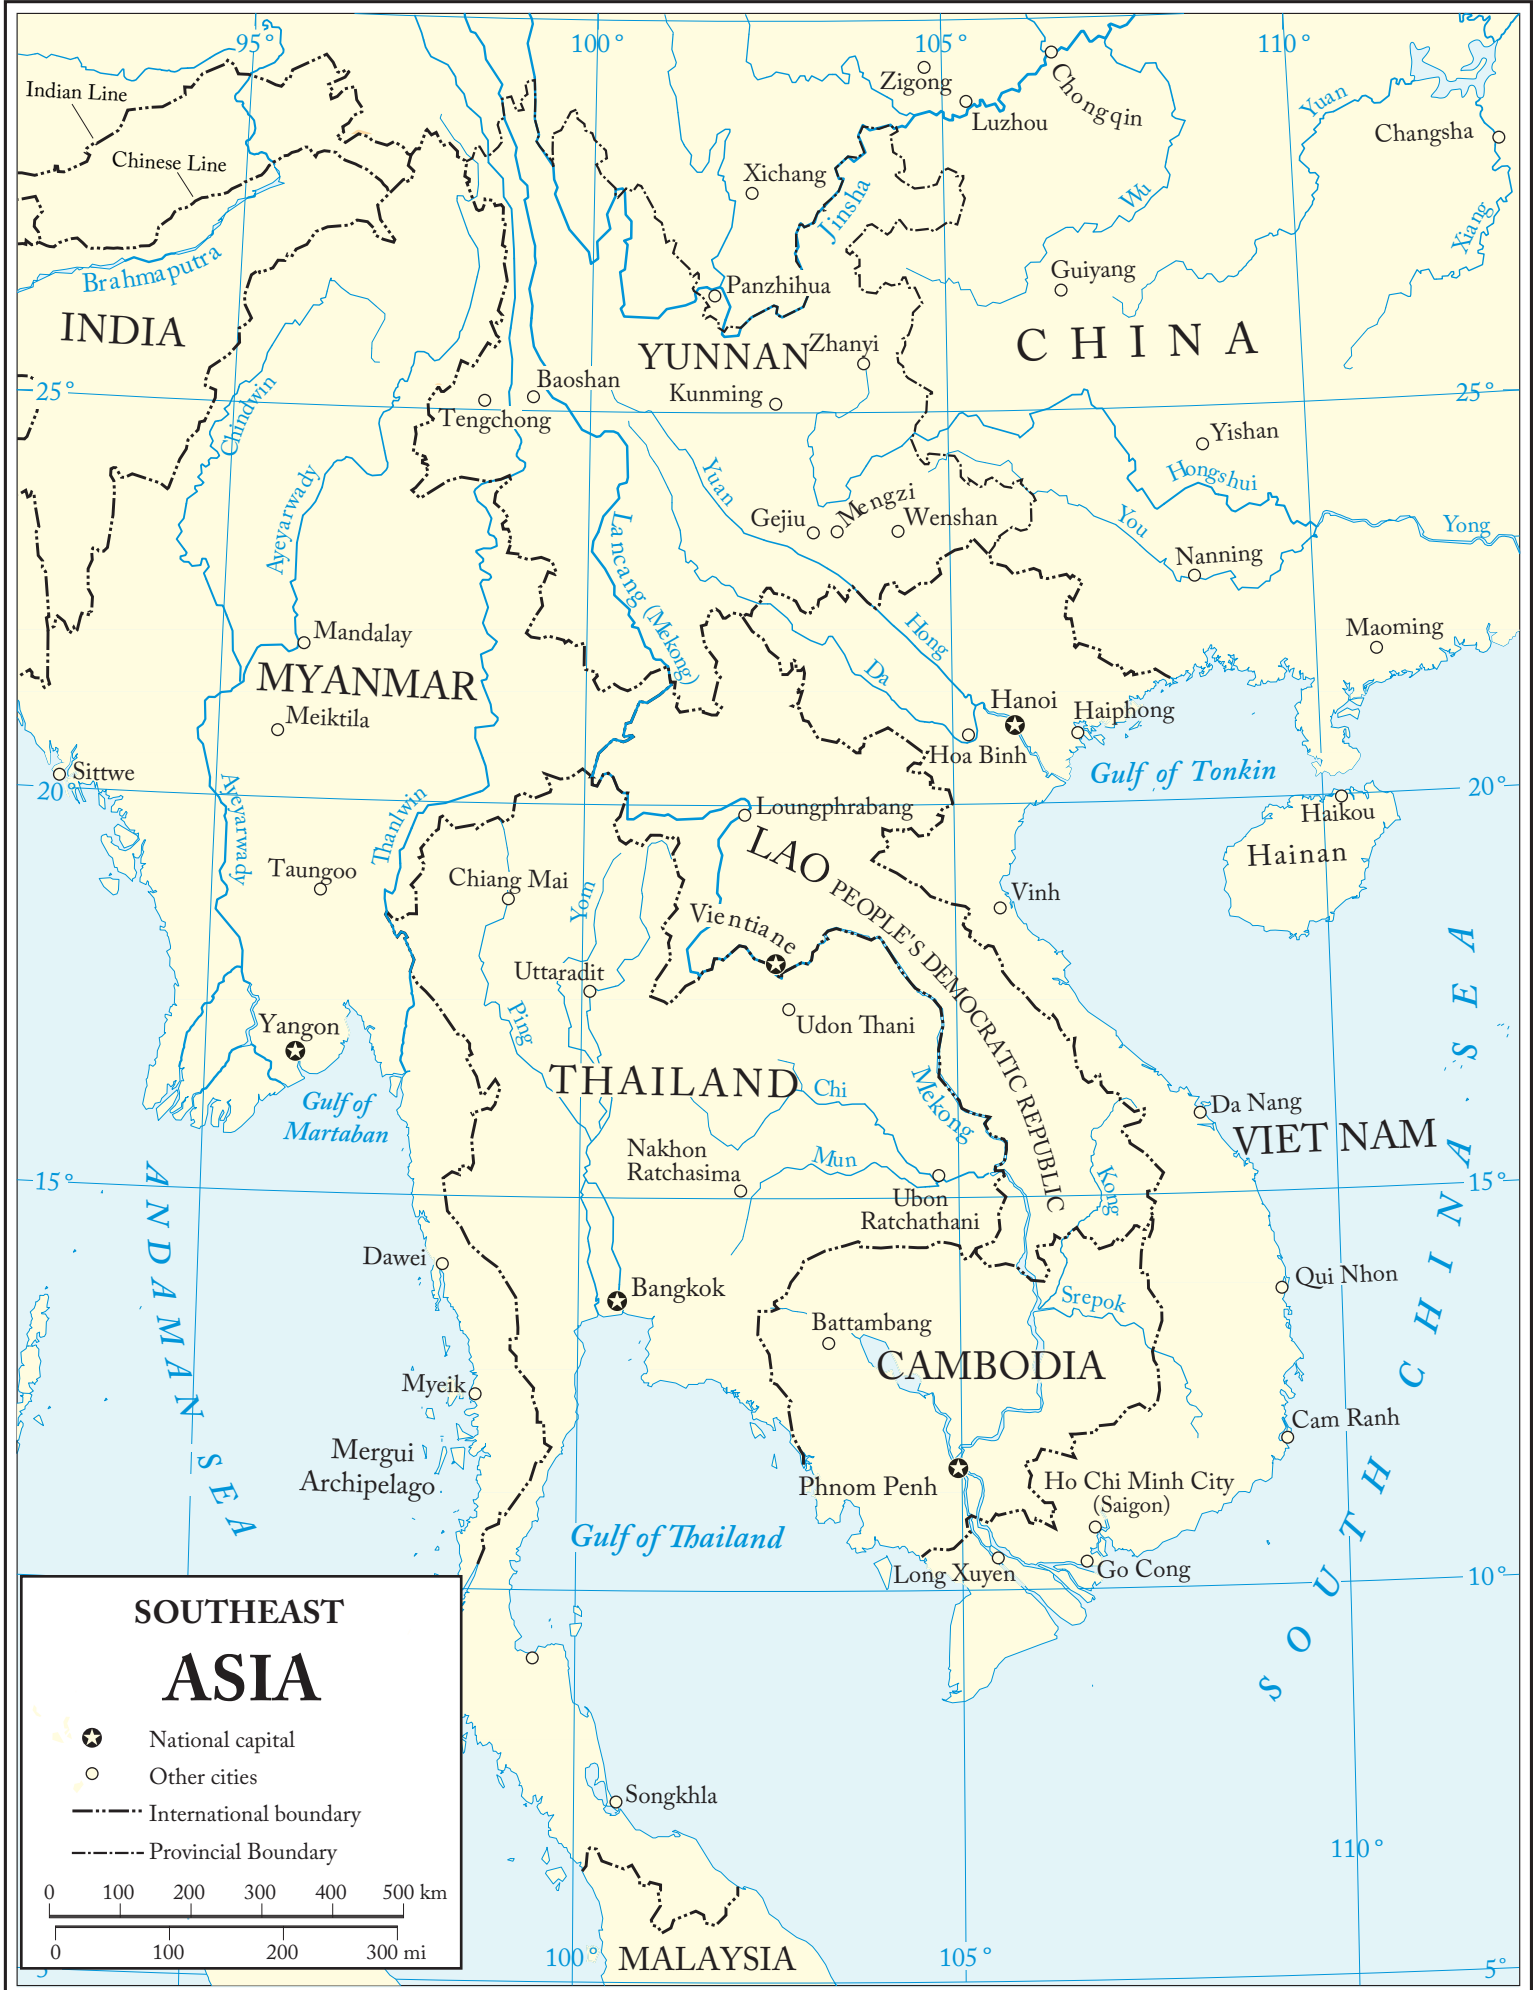 95°
100°
105°
110°
Indian Line
Chinese Line
Zigong
Luzhou
Chongqin
Yuan
Changsha
Xichang
Jinsha
Wu
Xiang
Brahmaputra
INDIA
Panzhihua
Guiyang
YUNNAN
Zhanyi
CHINA
25°
Chindwin
Baoshan
Tengchong
Kunming
25°
Yishan
Ayeyarwady
Yuan
Hongshui
Lancang (Mekong)
Gejiu
Mengzi
Wenshan
You
Yong
Nanning
Mandalay
Hong
Maoming
MYANMAR
Da
Meiktila
Hanoi
Haiphong
Hoa Binh
Sittwe
Gulf of Tonkin
20°
Ayeyarwady
Thanlwin
Loungphrabang
20°
Haikou
Hainan
LAO PEOPLE'S DEMOCRATIC REPUBLIC
Taungoo
Chiang Mai
Yom
Vinh
Vientiane
Uttaradit
Ping
Udon Thani
Yangon
THAILAND
Chi
Mekong
Gulf of
Martaban
Da Nang
VIET NAM
Nakhon
Ratchasima
Mun
Kong
15°
Ubon
Ratchathani
15°
ANDAMAN SEA
Dawei
Bangkok
Qui Nhon
Srepok
Battambang
CAMBODIA
Myeik
Cam Ranh
Mergui
Archipelago
Phnom Penh
Ho Chi Minh City
(Saigon)
Gulf of Thailand
Long Xuyen
Go Cong
10°
SOUTH CHINA SEA
SOUTHEAST
ASIA
National capital
Other cities
International boundary
Provincial Boundary
0 100 200 300 400 500 km
0 100 200 300 mi
Songkhla
110°
100°
MALAYSIA
105°
5°
5°